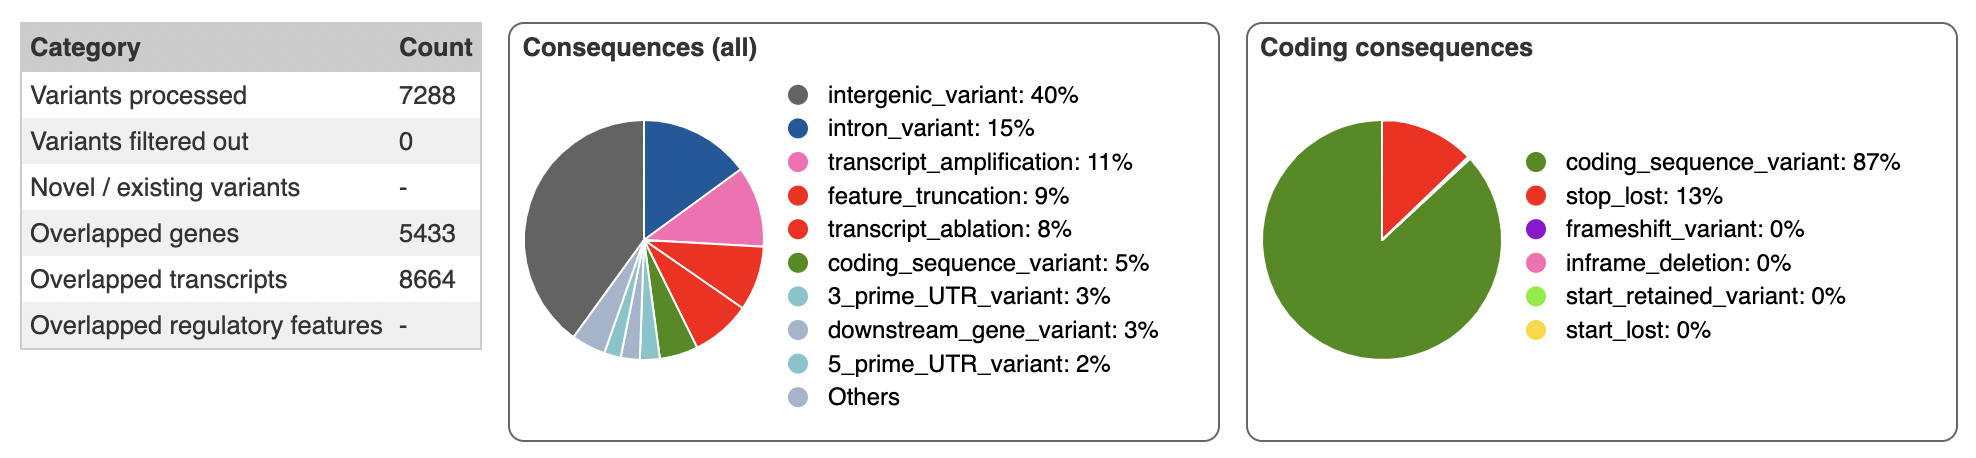 Category Count
Variants processed 7288
Variants filtered out 0
Novel / existing variants -
Overlapped genes 5433
Overlapped transcripts 8664
Overlapped regulatory features -
Consequences (all)
intergenic_variant: 40%
intron_variant: 15%
transcript_amplification: 11%
feature_truncation: 9%
transcript_ablation: 8%
coding_sequence_variant: 5%
3_prime_UTR_variant: 3%
downstream_gene_variant: 3%
5_prime_UTR_variant: 2%
Others
Coding consequences
coding_sequence_variant: 87%
stop_lost: 13%
frameshift_variant: 0%
inframe_deletion: 0%
start_retained_variant: 0%
start_lost: 0%